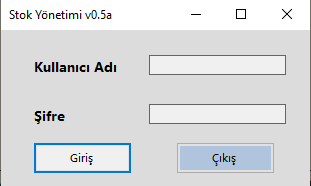 Stok Yönetimi v0.5a
Kullanıcı Adı
Şifre
Giriş
Çıkış